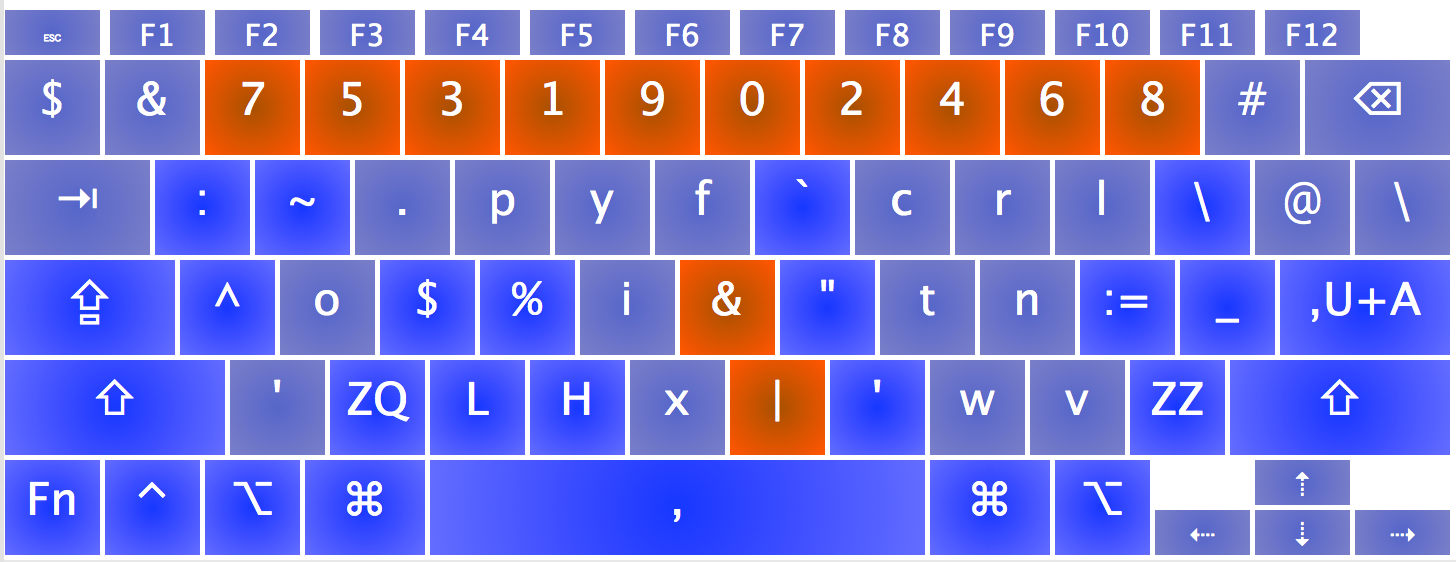 ESC F1 F2 F3 F4 F5 F6 F7 F8 F9 F10 F11 F12
$ & 7 5 3 1 9 0 2 4 6 8 # ⌫
⇥ : ~ . p y f ` c r l \ @ \
⇪ ^ o $ % i & " t n := _ ,U+A
⇧ ' ZQ L H x | ' w v ZZ ⇧
Fn ^ ⌥ ⌘ , ⌘ ⌥ ⇠ ⇡ ⇣ ⇢